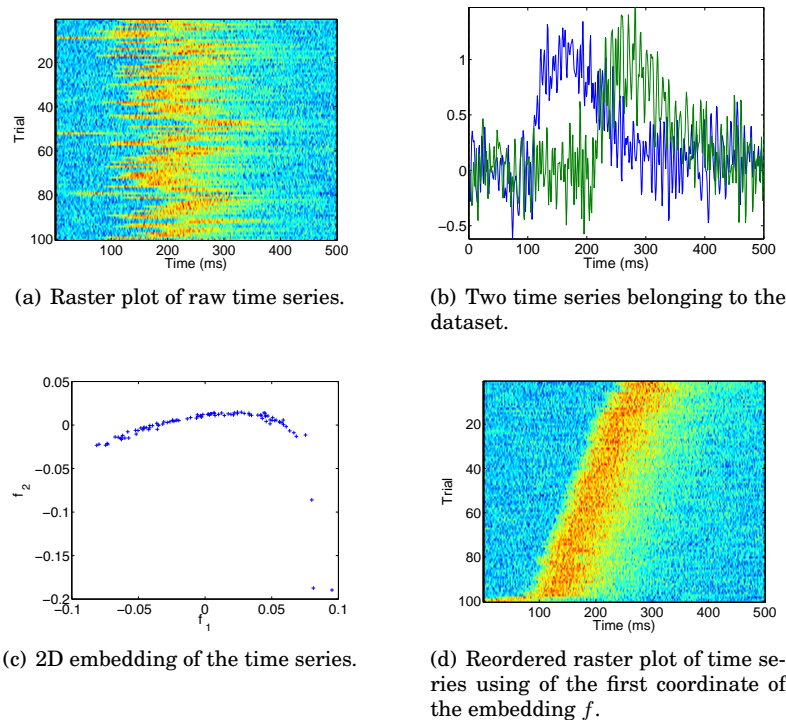 20
40
60
80
100
Trial
100
200
300
400
500
Time (ms)
1
0.5
0
−0.5
0
100
200
300
400
500
Time (ms)
(a) Raster plot of raw time series.
(b) Two time series belonging to the
dataset.
0.05
0
−0.05
−0.1
−0.15
−0.2
f_2
−0.1
−0.05
0
0.05
0.1
f_1
20
40
60
80
100
Trial
100
200
300
400
500
Time (ms)
(c) 2D embedding of the time series.
(d) Reordered raster plot of time se-
ries using of the first coordinate of
the embedding f.